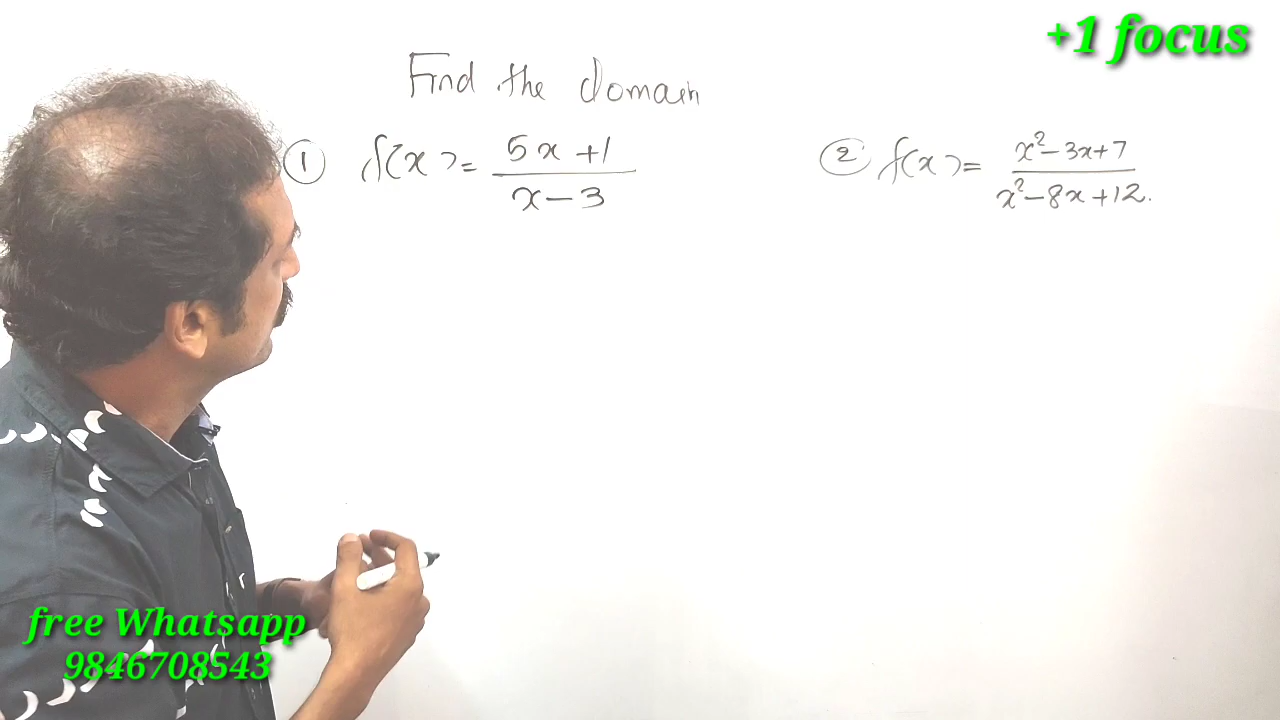 +1 focus
Find the domain
① f(x) = 5x+1 / x-3
② f(x) = x²-3x+7 / x²-8x+12.
free Whatsapp
9846708543